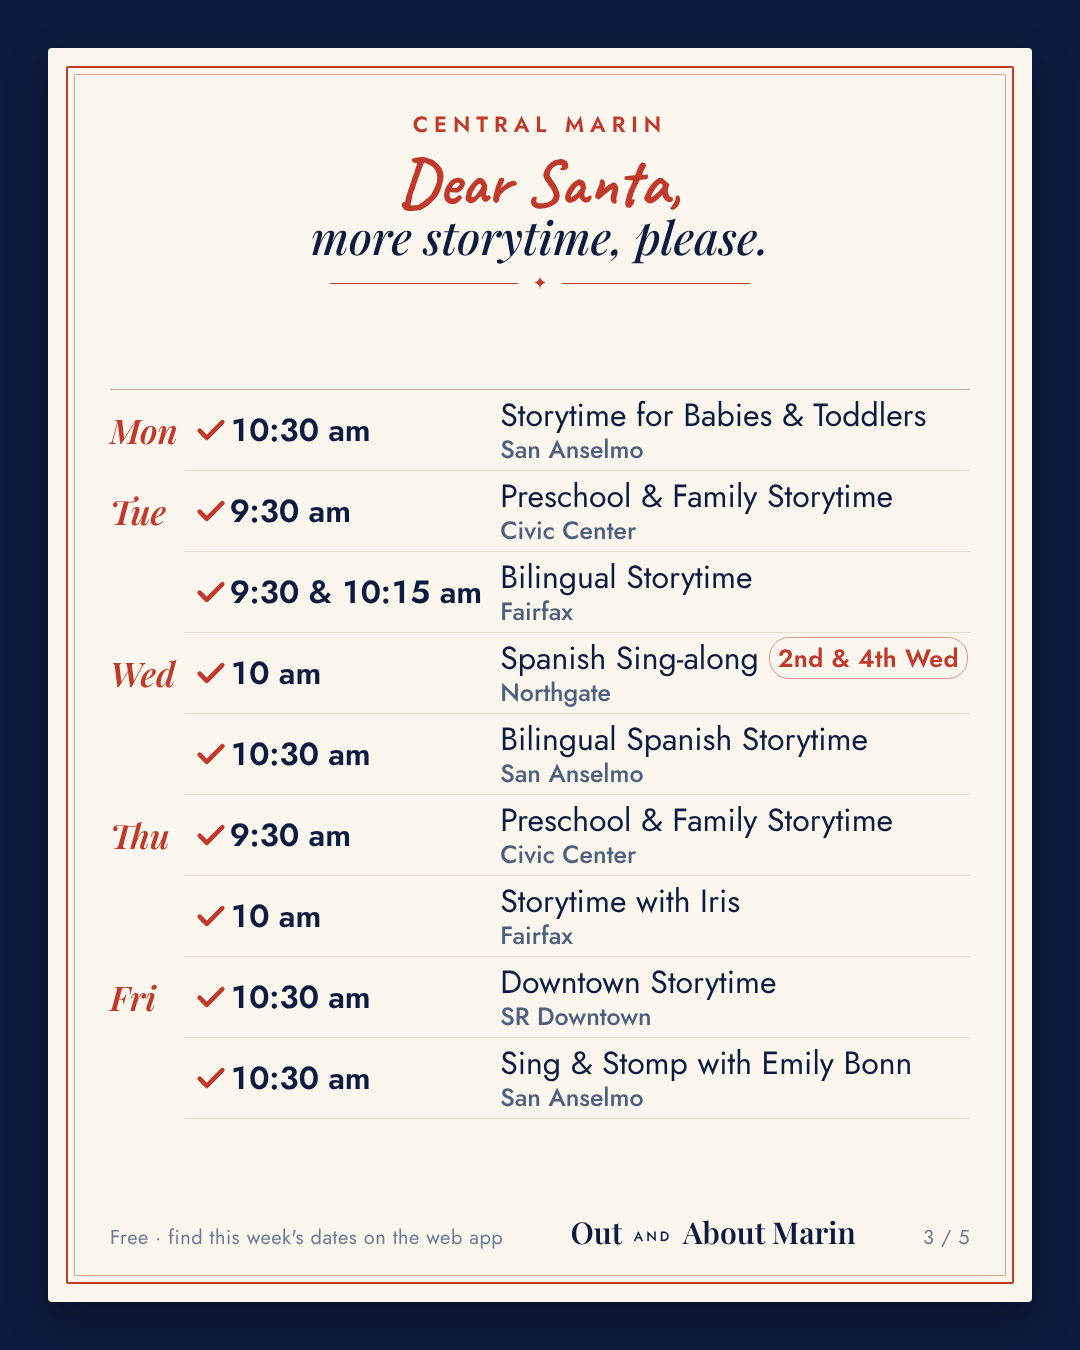 CENTRAL MARIN
Dear Santa,
more storytime, please.
Mon 10:30 am Storytime for Babies & Toddlers
San Anselmo
Tue 9:30 am Preschool & Family Storytime
Civic Center
9:30 & 10:15 am Bilingual Storytime
Fairfax
Wed 10 am Spanish Sing-along 2nd & 4th Wed
Northgate
10:30 am Bilingual Spanish Storytime
San Anselmo
Thu 9:30 am Preschool & Family Storytime
Civic Center
10 am Storytime with Iris
Fairfax
Fri 10:30 am Downtown Storytime
SR Downtown
10:30 am Sing & Stomp with Emily Bonn
San Anselmo
Free · find this week's dates on the web app Out AND About Marin 3 / 5